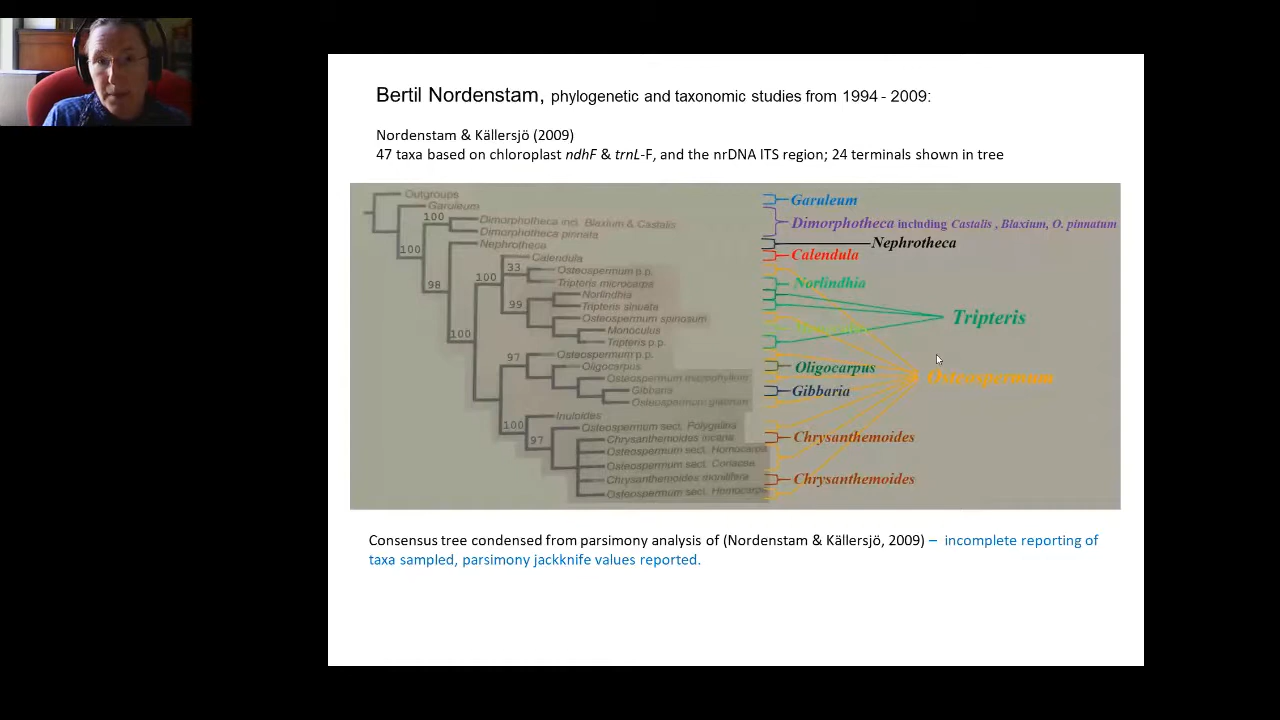 Bertil Nordenstam, phylogenetic and taxonomic studies from 1994 - 2009:
Nordenstam & Källersjö (2009)
47 taxa based on chloroplast ndhF & trnL-F, and the nrDNA ITS region; 24 terminals shown in tree
Outgroups
Garuleum
100
Dimorphotheca incl. Blaxium & Castalis
Dimorphotheca pinnata
100
Nephrotheca
98
Calendula
100
33
Osteospermum p.p.
Tripteris microcarpa
Norlindhia
99
Tripteris sinuata
Osteospermum spinosum
Monoculus
100
Tripteris p.p.
97
Osteospermum p.p.
Oligocarpus
Osteospermum microphyllum
Gibbaria
Osteospermum
Inuloides
100
Osteospermum sect. Polygalina
97
Chrysanthemoides incana
Osteospermum sect. Homocarpa
Osteospermum sect. Coriacea
Chrysanthemoides monilifera
Osteospermum sect. Homocarpa
Garuleum
Dimorphotheca including Castalis , Blaxium, O. pinnatum
Nephrotheca
Calendula
Norlindhia
Tripteris
Oligocarpus
Osteospermum
Gibbaria
Chrysanthemoides
Chrysanthemoides
Consensus tree condensed from parsimony analysis of (Nordenstam & Källersjö, 2009) – incomplete reporting of
taxa sampled, parsimony jackknife values reported.